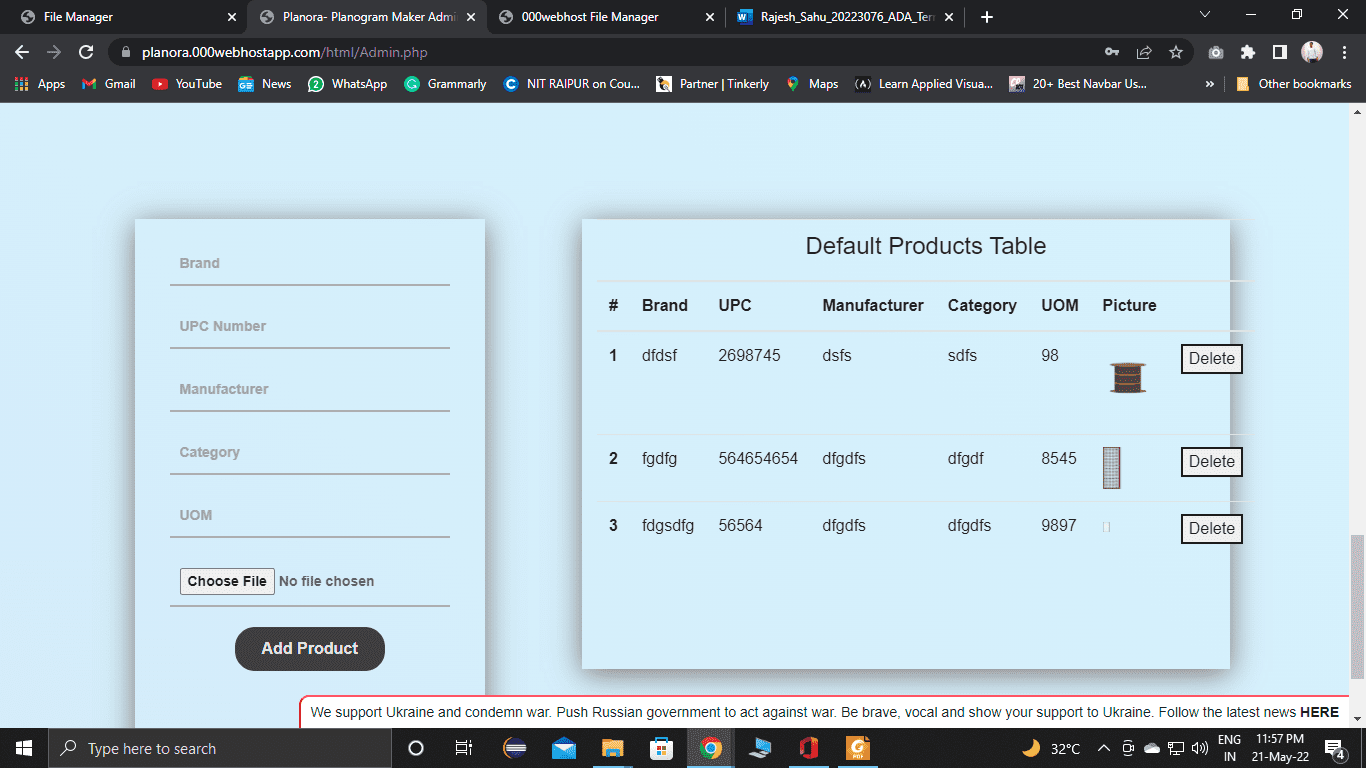 File Manager
Planora- Planogram Maker Admi
000webhost File Manager
Rajesh_Sahu_20223076_ADA_Ter
planora.000webhostapp.com/html/Admin.php
Apps
Gmail
YouTube
News
WhatsApp
Grammarly
NIT RAIPUR on Cou...
Partner | Tinkerly
Maps
Learn Applied Visua...
20+ Best Navbar Us...
»
Other bookmarks
Brand
UPC Number
Manufacturer
Category
UOM
Choose File No file chosen
Add Product
Default Products Table
# Brand UPC Manufacturer Category UOM Picture
1 dfdsf 2698745 dsfs sdfs 98 Delete
2 fgdfg 564654654 dfgdfs dfgdf 8545 Delete
3 fdgsdfg 56564 dfgdfs dfgdfs 9897 Delete
We support Ukraine and condemn war. Push Russian government to act against war. Be brave, vocal and show your support to Ukraine. Follow the latest news HERE
Type here to search
32°C
ENG
IN
11:57 PM
21-May-22
4